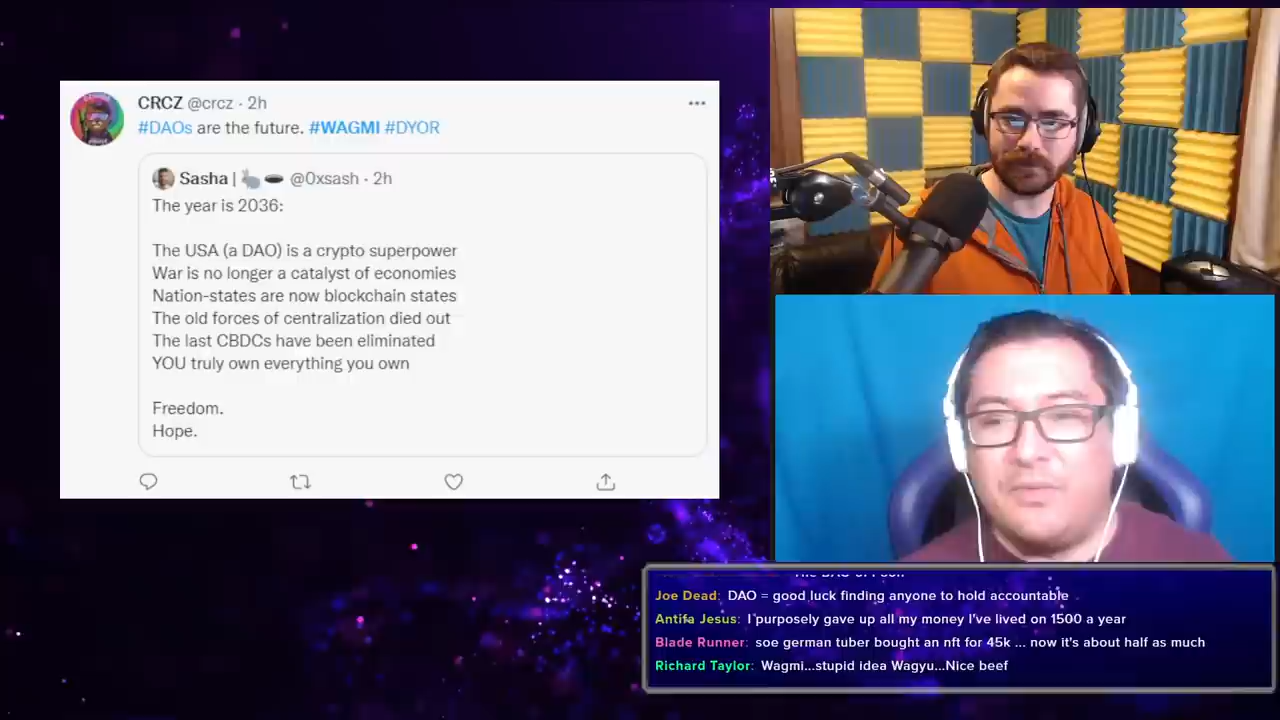 CRCZ @crcz · 2h
#DAOs are the future. #WAGMI #DYOR
Sasha | @0xsash · 2h
The year is 2036:
The USA (a DAO) is a crypto superpower
War is no longer a catalyst of economies
Nation-states are now blockchain states
The old forces of centralization died out
The last CBDCs have been eliminated
YOU truly own everything you own
Freedom.
Hope.
Joe Dead: DAO = good luck finding anyone to hold accountable
Antifa Jesus: I purposely gave up all my money I've lived on 1500 a year
Blade Runner: soe german tuber bought an nft for 45k ... now it's about half as much
Richard Taylor: Wagmi...stupid idea Wagyu...Nice beef